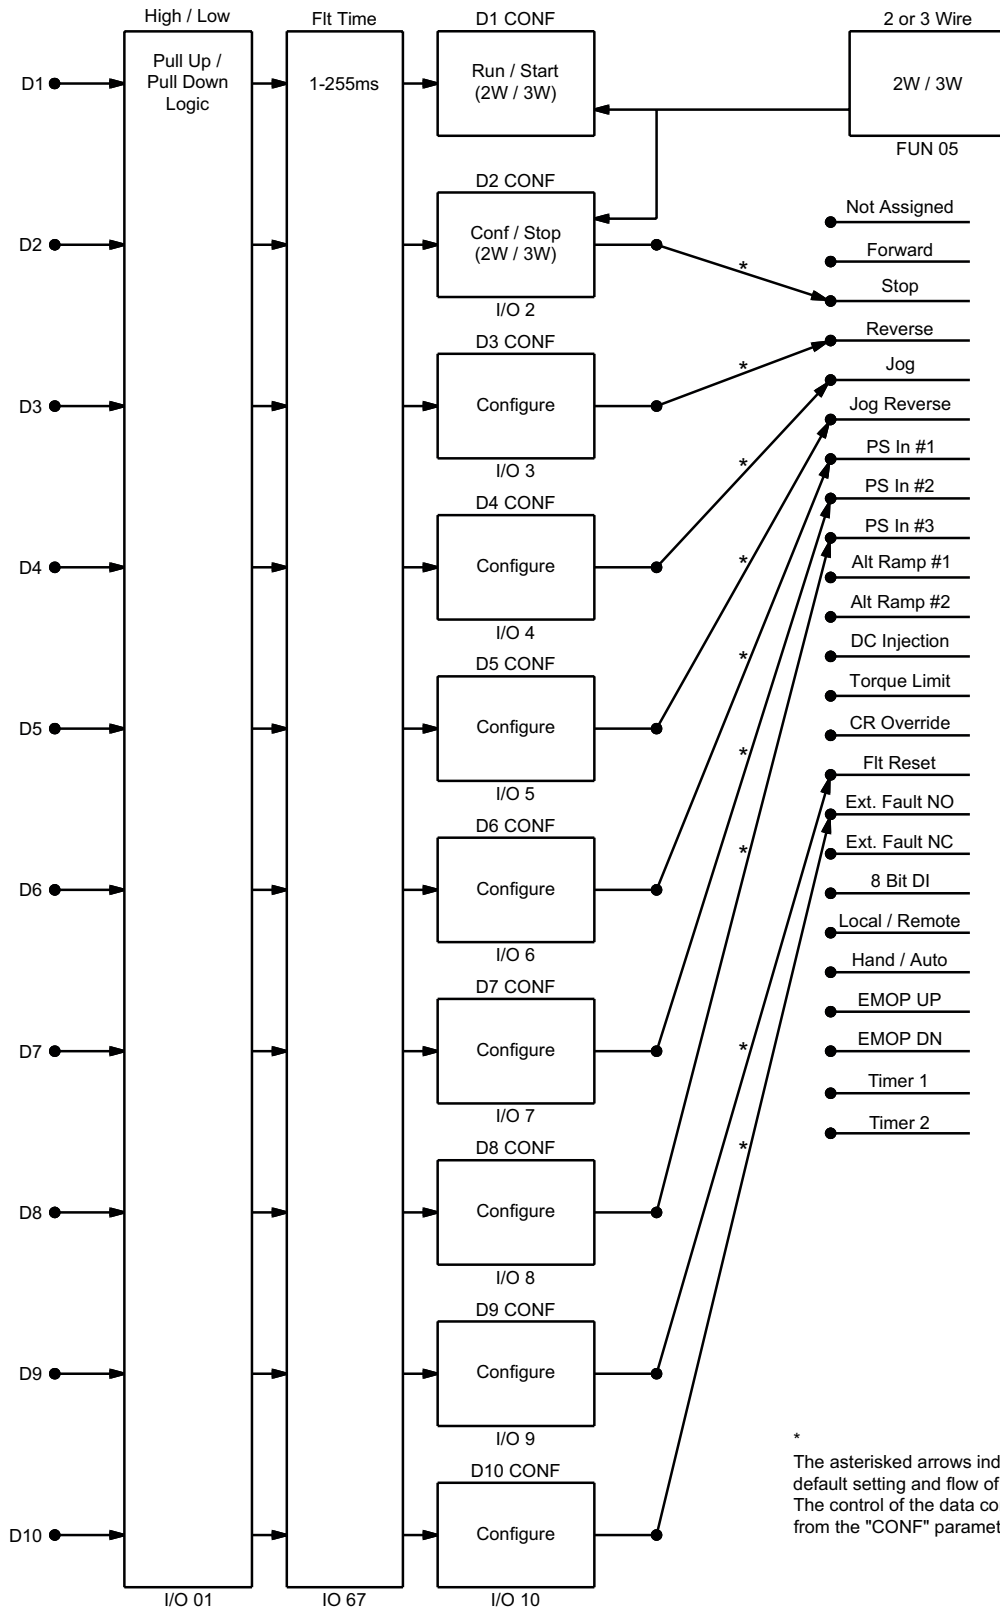 High / Low
Flt Time
D1 CONF
2 or 3 Wire
D1
Pull Up /
Pull Down
Logic
1-255ms
Run / Start
(2W / 3W)
2W / 3W
FUN 05
D2 CONF
D2
Conf / Stop
(2W / 3W)
I/O 2
Not Assigned
Forward
*
Stop
D3 CONF
Reverse
*
Jog
D3
Configure
Jog Reverse
I/O 3
PS In #1
*
PS In #2
D4 CONF
PS In #3
D4
Configure
*
Alt Ramp #1
Alt Ramp #2
I/O 4
DC Injection
*
D5 CONF
Torque Limit
D5
Configure
CR Override
*
Flt Reset
I/O 5
Ext. Fault NO
D6 CONF
Ext. Fault NC
*
D6
Configure
8 Bit DI
Local / Remote
I/O 6
Hand / Auto
D7 CONF
EMOP UP
D7
Configure
*
EMOP DN
Timer 1
I/O 7
Timer 2
D8 CONF
*
D8
Configure
I/O 8
D9 CONF
D9
Configure
I/O 9
D10 CONF
D10
Configure
I/O 01
IO 67
I/O 10
*
The asterisked arrows ind
default setting and flow of
The control of the data co
from the "CONF" paramet